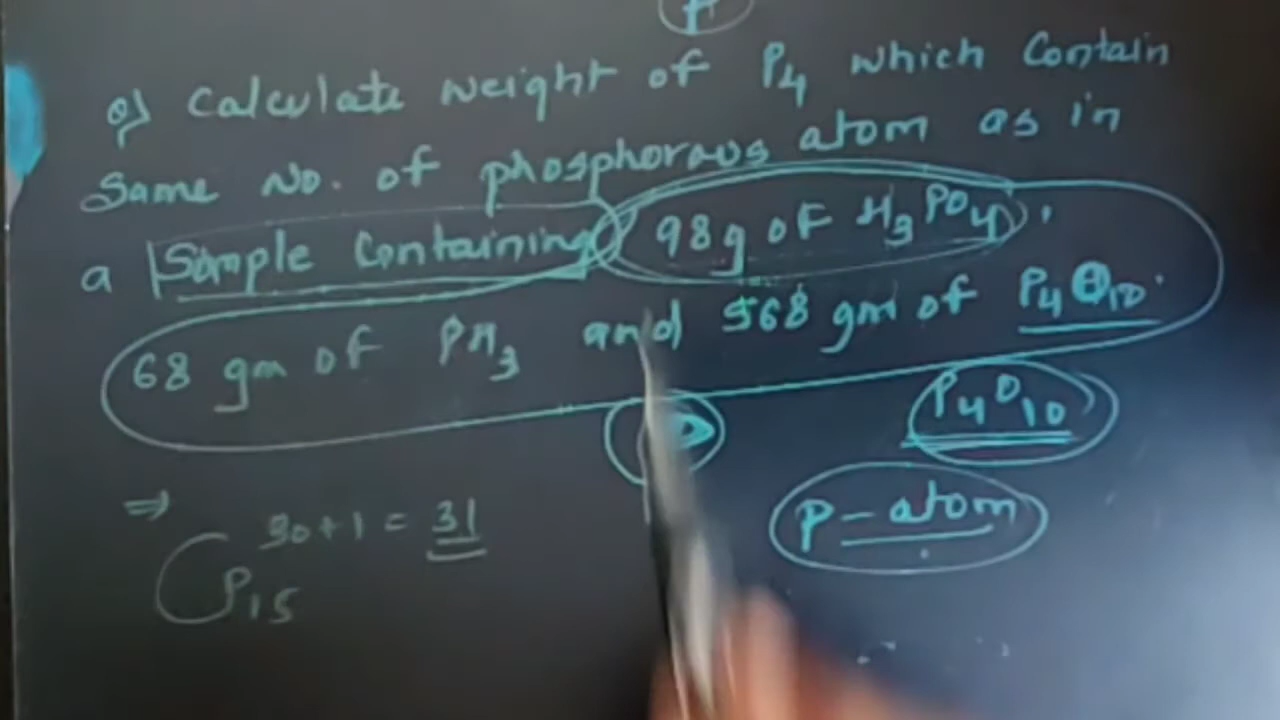 P
Q) Calculate weight of P4 which contain
Same No. of phosphoraus atom as in
a Sample Containing 98g of H3PO4,
68 gm of PH3 and 568 gm of P4O10.
P4O10
⇒ 30+1 = 31
P - atom
P15